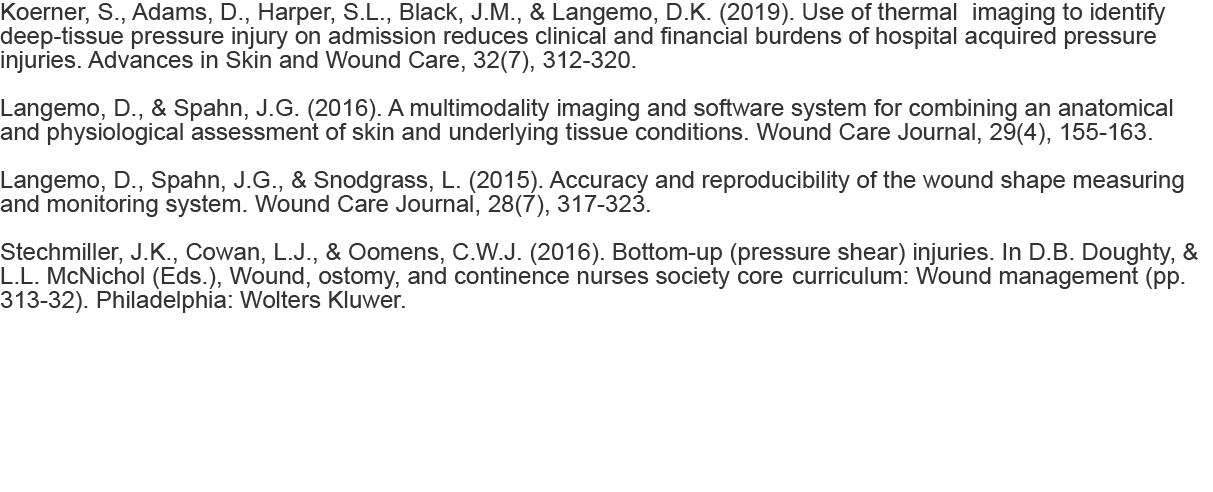 Koerner, S., Adams, D., Harper, S.L., Black, J.M., & Langemo, D.K. (2019). Use of thermal  imaging to identify
deep-tissue pressure injury on admission reduces clinical and financial burdens of hospital acquired pressure
injuries. Advances in Skin and Wound Care, 32(7), 312-320.
Langemo, D., & Spahn, J.G. (2016). A multimodality imaging and software system for combining an anatomical
and physiological assessment of skin and underlying tissue conditions. Wound Care Journal, 29(4), 155-163.
Langemo, D., Spahn, J.G., & Snodgrass, L. (2015). Accuracy and reproducibility of the wound shape measuring
and monitoring system. Wound Care Journal, 28(7), 317-323.
Stechmiller, J.K., Cowan, L.J., & Oomens, C.W.J. (2016). Bottom-up (pressure shear) injuries. In D.B. Doughty, &
L.L. McNichol (Eds.), Wound, ostomy, and continence nurses society core curriculum: Wound management (pp.
313-32). Philadelphia: Wolters Kluwer.